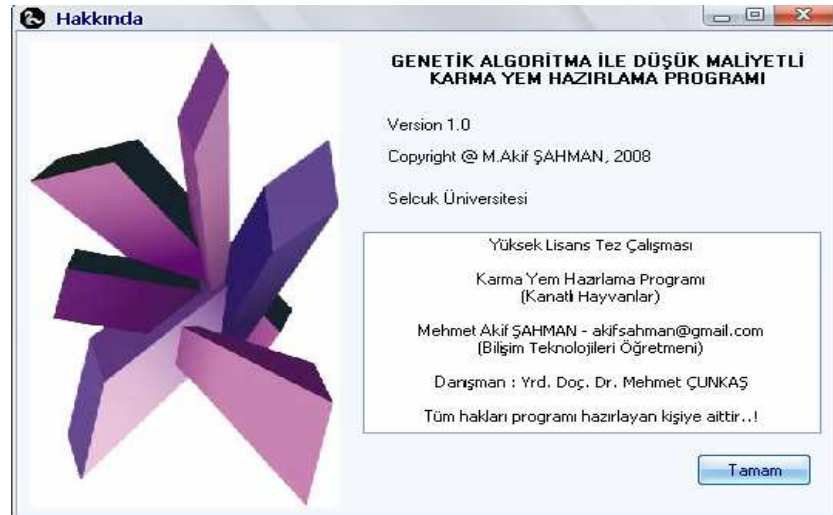 Hakkında
GENETİK ALGORİTMA İLE DÜŞÜK MALİYETLİ
KARMA YEM HAZIRLAMA PROGRAMI
Version 1.0
Copyright @ M.Akif ŞAHMAN, 2008
Selcuk Üniversitesi
Yüksek Lisans Tez Çalışması
Karma Yem Hazırlama Programı
(Kanatlı Hayvanlar)
Mehmet Akif ŞAHMAN - akifsahman@gmail.com
(Bilişim Teknolojileri Öğretmeni)
Danışman : Yrd. Doç. Dr. Mehmet ÇUNKAŞ
Tüm hakları programı hazırlayan kişiye aittir..!
Tamam